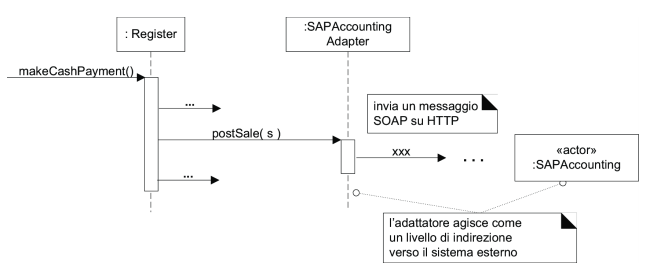 : Register
:SAPAccounting
Adapter
makeCashPayment()
...
invia un messaggio
SOAP su HTTP
postSale( s )
xxx
...
«actor»
:SAPAccounting
...
l'adattatore agisce come
un livello di indirezione
verso il sistema esterno